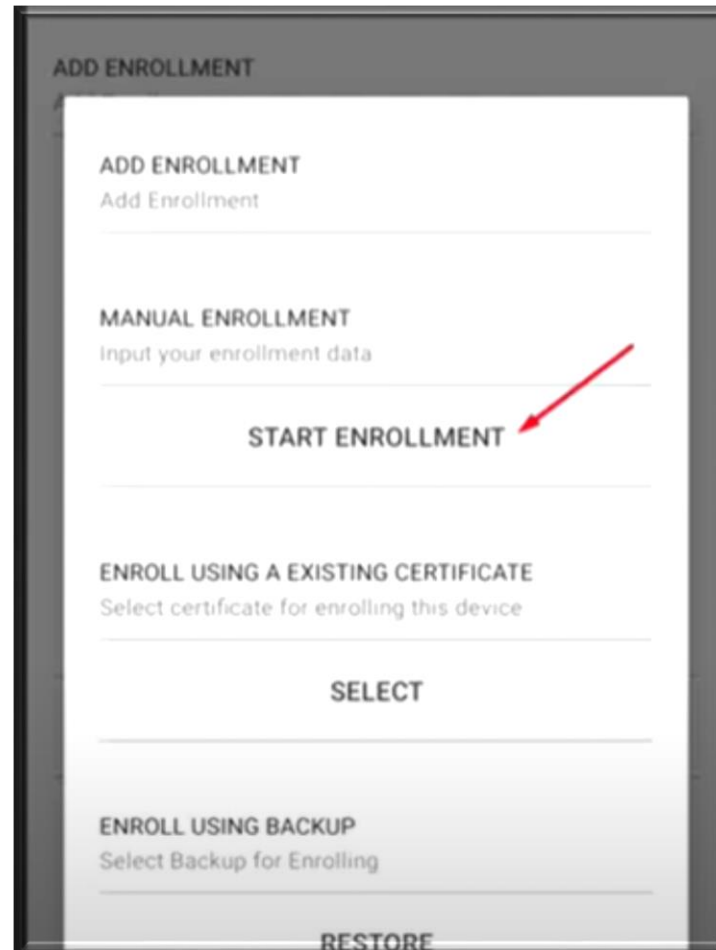 ADD ENROLLMENT
ADD ENROLLMENT
Add Enrollment
MANUAL ENROLLMENT
Input your enrollment data
START ENROLLMENT
ENROLL USING A EXISTING CERTIFICATE
Select certificate for enrolling this device
SELECT
ENROLL USING BACKUP
Select Backup for Enrolling
RESTORE